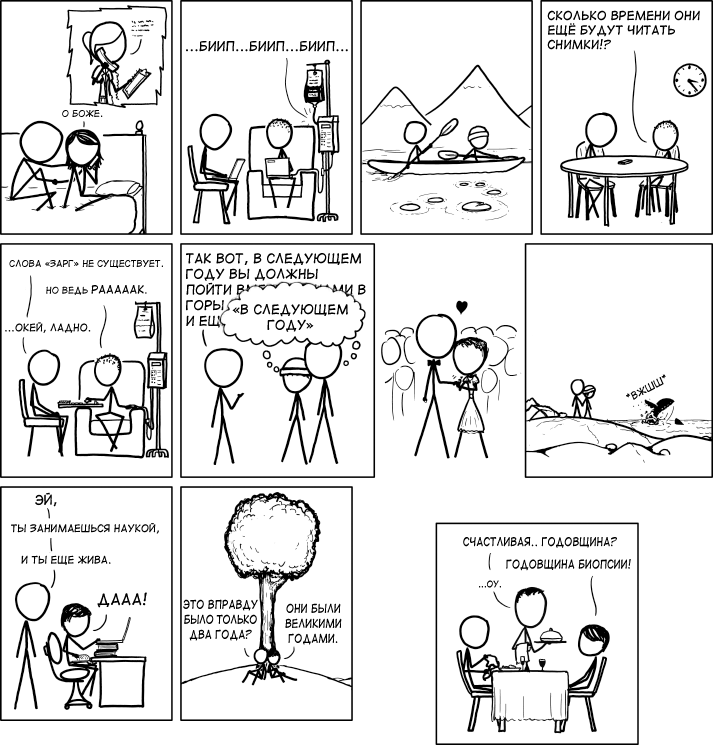 О БОЖЕ.
...БИИП...БИИП...БИИП...
СКОЛЬКО ВРЕМЕНИ ОНИ
ЕЩЁ БУДУТ ЧИТАТЬ
СНИМКИ!?
СЛОВА «ЗАРГ» НЕ СУЩЕСТВУЕТ.
НО ВЕДЬ РАААААК.
...ОКЕЙ, ЛАДНО.
ТАК ВОТ, В СЛЕДУЮЩЕМ
ГОДУ ВЫ ДОЛЖНЫ
ПОЙТИ В
ГОРЫ
И ЕЩ
«В СЛЕДУЮЩЕМ
ГОДУ»
*ВЖШШ*
ЭЙ,
ТЫ ЗАНИМАЕШЬСЯ НАУКОЙ,
И ТЫ ЕЩЕ ЖИВА.
ДААА!
ЭТО ВПРАВДУ
БЫЛО ТОЛЬКО
ДВА ГОДА?
ОНИ БЫЛИ
ВЕЛИКИМИ
ГОДАМИ.
СЧАСТЛИВАЯ.. ГОДОВЩИНА?
ГОДОВЩИНА БИОПСИИ!
...ОУ.